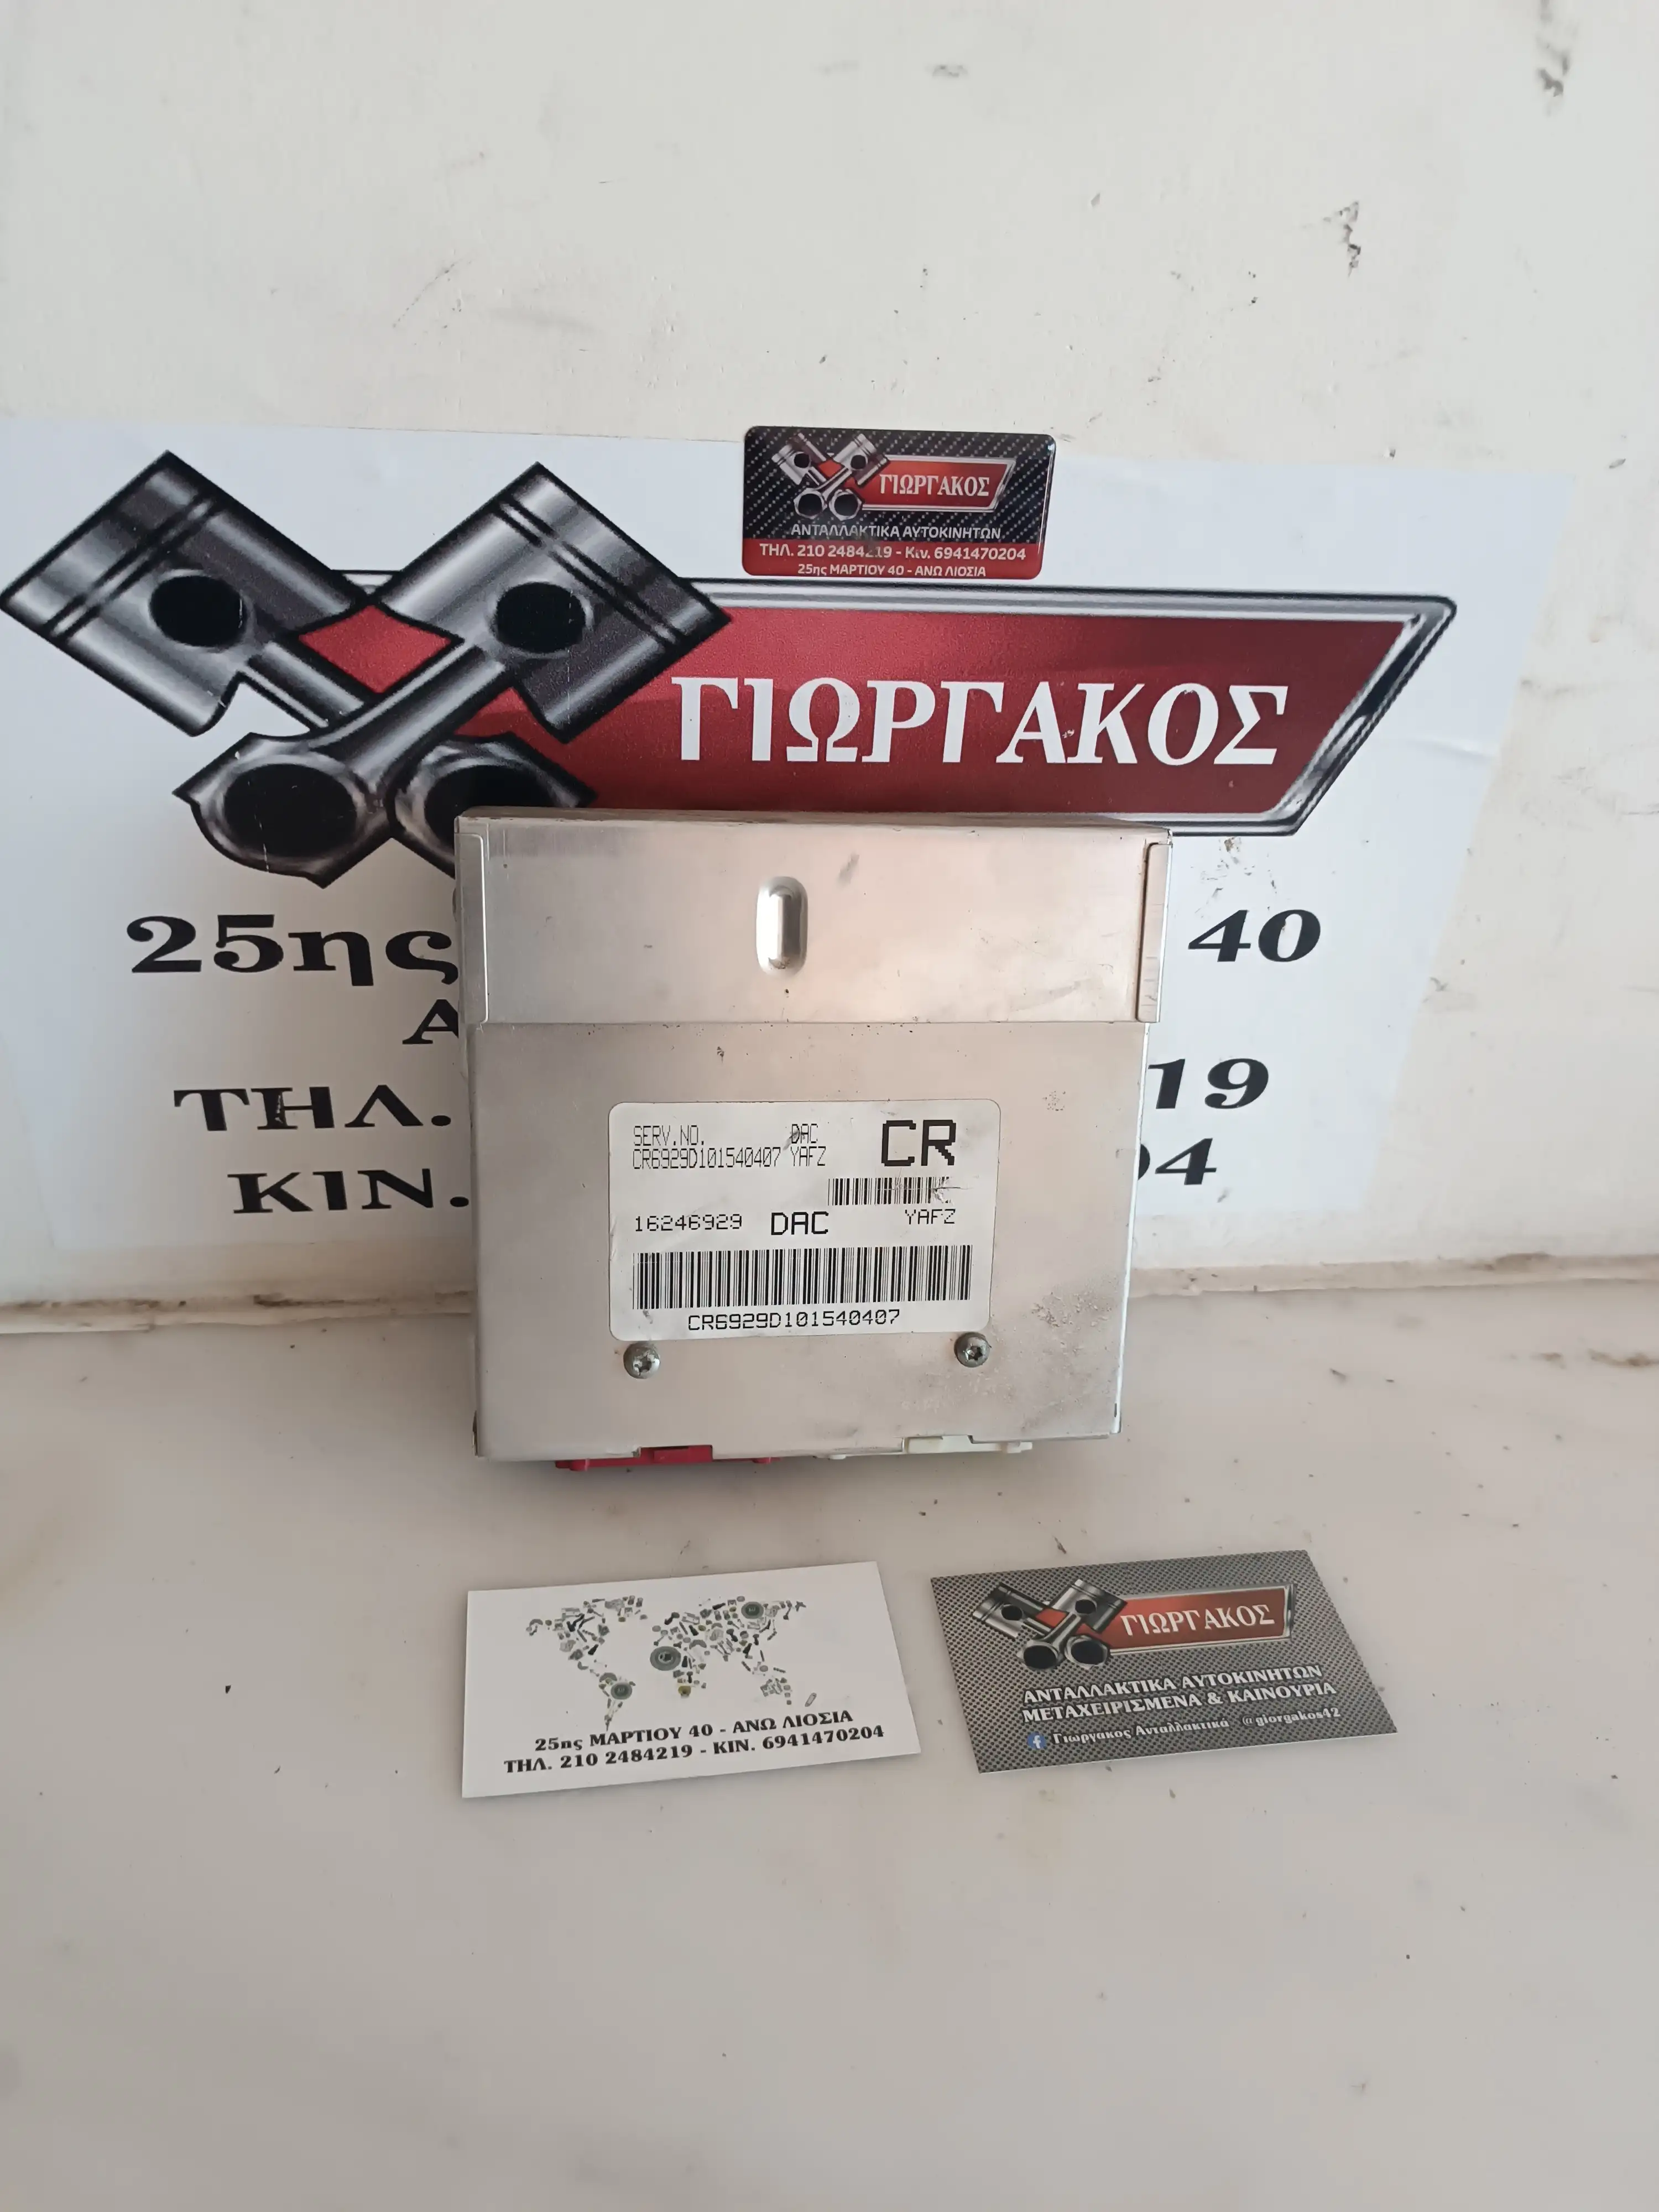 ΓΙΩΡΓΑΚΟΣ
ΑΝΤΑΛΛΑΚΤΙΚΑ ΑΥΤΟΚΙΝΗΤΩΝ
ΤΗΛ. 210 2484219 - Κιν. 6941470204
25ης ΜΑΡΤΙΟΥ 40 - ΑΝΩ ΛΙΟΣΙΑ
ΓΙΩΡΓΑΚΟΣ
25ης 40
Α
ΤΗΛ. 19
ΚΙΝ. 04
SERV.NO. DAC CR
CR6929D101540407 YAFZ
16246929 DAC YAFZ
CR6929D101540407
25ης ΜΑΡΤΙΟΥ 40 - ΑΝΩ ΛΙΟΣΙΑ
ΤΗΛ. 210 2484219 - ΚΙΝ. 6941470204
ΓΙΩΡΓΑΚΟΣ
ΑΝΤΑΛΛΑΚΤΙΚΑ ΑΥΤΟΚΙΝΗΤΩΝ
ΜΕΤΑΧΕΙΡΙΣΜΕΝΑ & ΚΑΙΝΟΥΡΙΑ
f Γιωργακος Ανταλλακτικά @giorgakos42